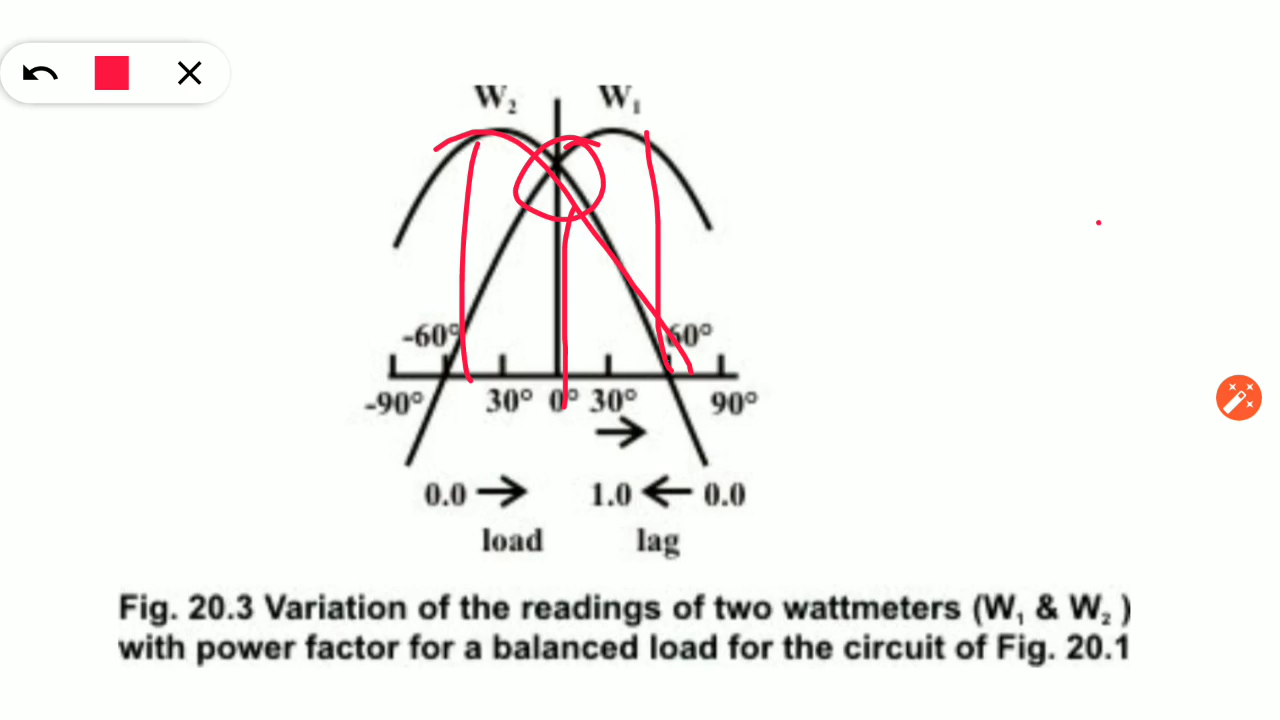 W₂ W₁
-60° 60°
-90° 30° 0° 30° 90°
0.0 1.0 0.0
load lag
Fig. 20.3 Variation of the readings of two wattmeters (W₁ & W₂ )
with power factor for a balanced load for the circuit of Fig. 20.1